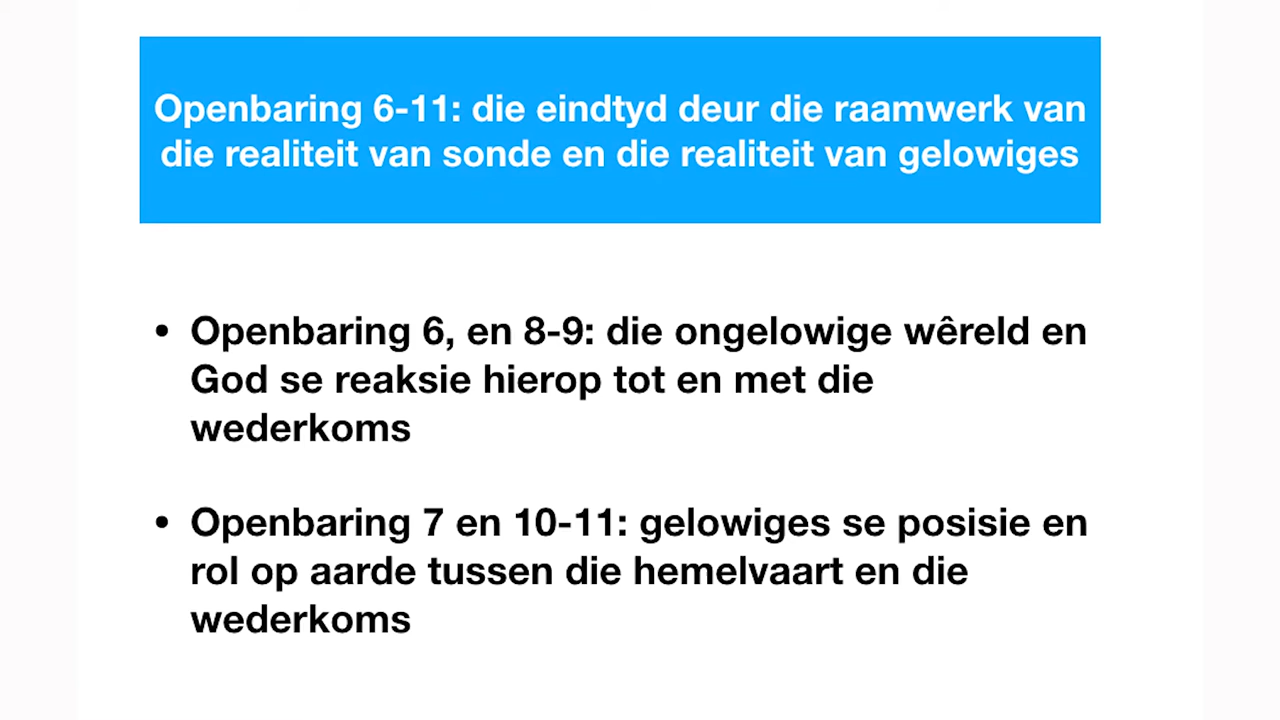 Openbaring 6-11: die eindtyd deur die raamwerk van
die realiteit van sonde en die realiteit van gelowiges
• Openbaring 6, en 8-9: die ongelowige wêreld en
God se reaksie hierop tot en met die
wederkoms
• Openbaring 7 en 10-11: gelowiges se posisie en
rol op aarde tussen die hemelvaart en die
wederkoms